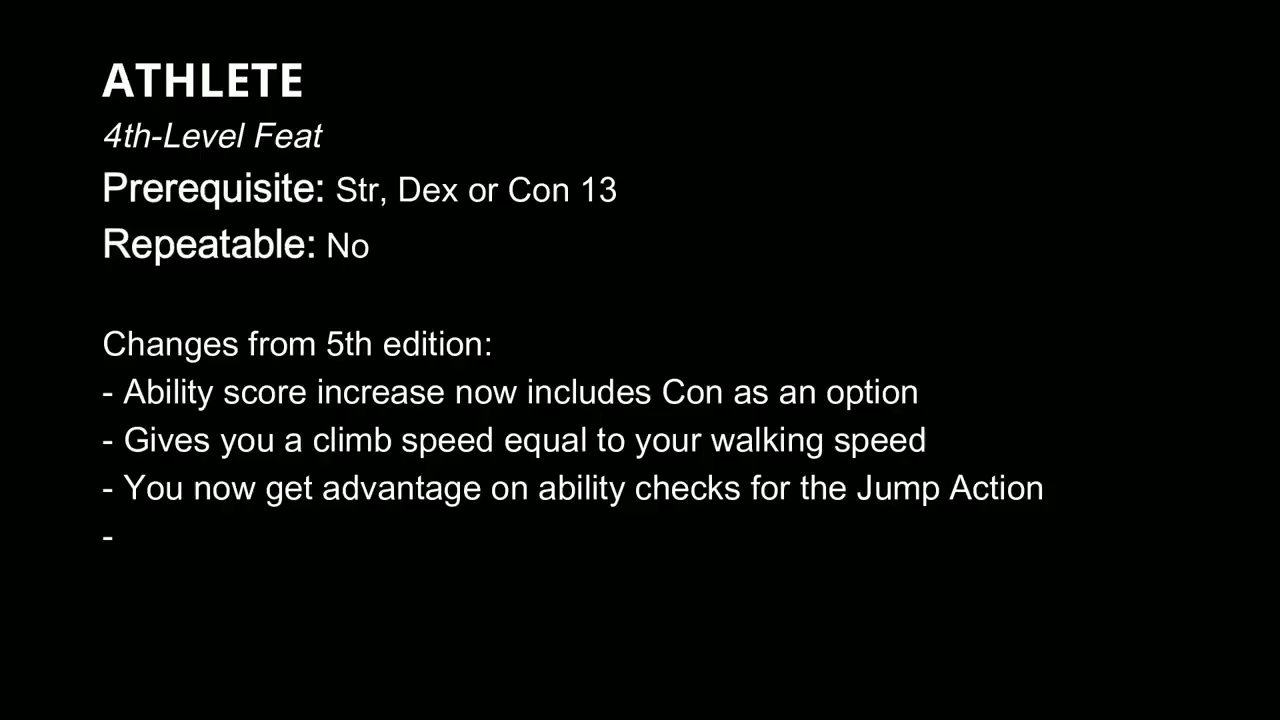 ATHLETE
4th-Level Feat
Prerequisite: Str, Dex or Con 13
Repeatable: No
Changes from 5th edition:
- Ability score increase now includes Con as an option
- Gives you a climb speed equal to your walking speed
- You now get advantage on ability checks for the Jump Action
-